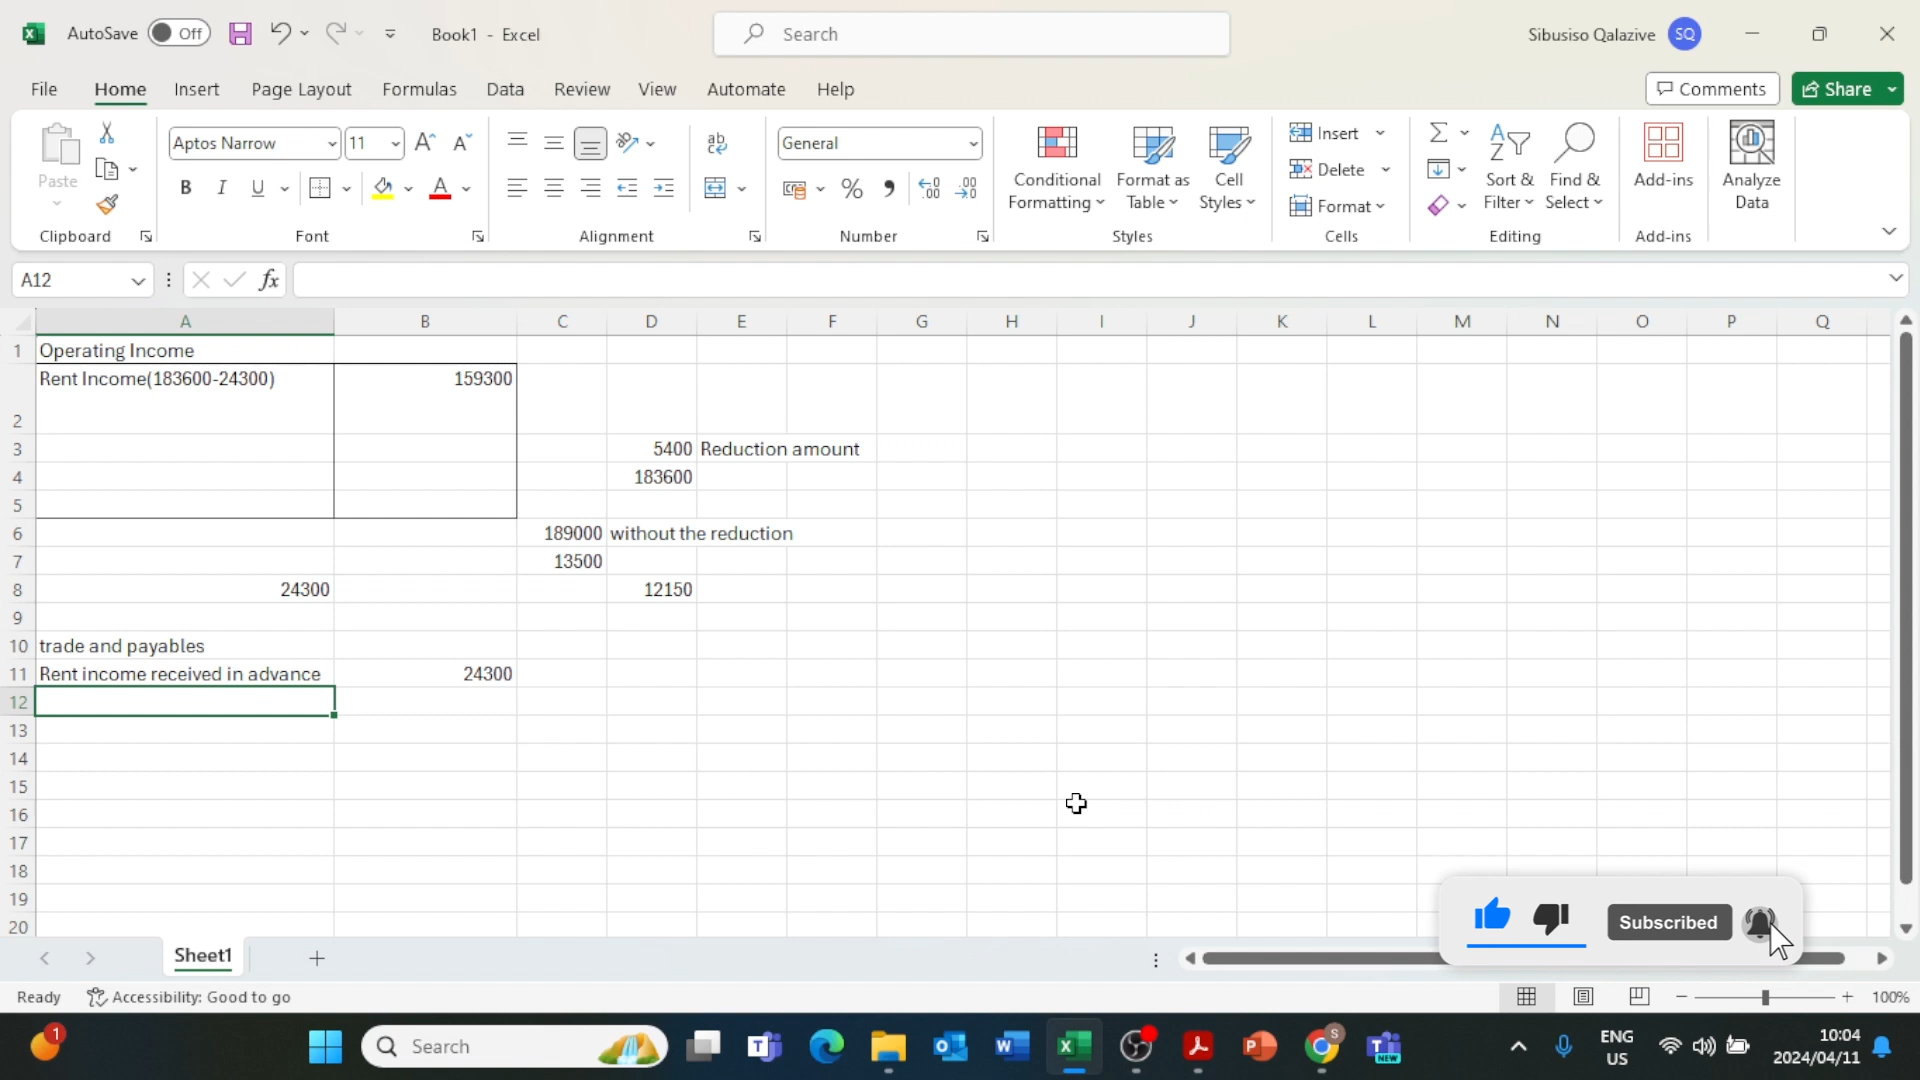 AutoSave Off Book1 - Excel Search Sibusiso Qalazive SQ
File Home Insert Page Layout Formulas Data Review View Automate Help Comments Share
Paste Aptos Narrow 11 General Conditional Formatting Format as Table Cell Styles Insert Delete Format Sort & Filter Find & Select Add-ins Analyze Data
Clipboard Font Alignment Number Styles Cells Editing Add-ins
A12 fx
A B C D E F G H I J K L M N O P Q
1 Operating Income
2 Rent Income(183600-24300) 159300
3 5400 Reduction amount
4 183600
5
6 189000 without the reduction
7 13500
8 24300 12150
9
10 trade and payables
11 Rent income received in advance 24300
12
13
14
15
16
17
18
19
20
Subscribed
Sheet1
Ready Accessibility: Good to go 100%
1 Search S NEW ENG US 10:04 2024/04/11